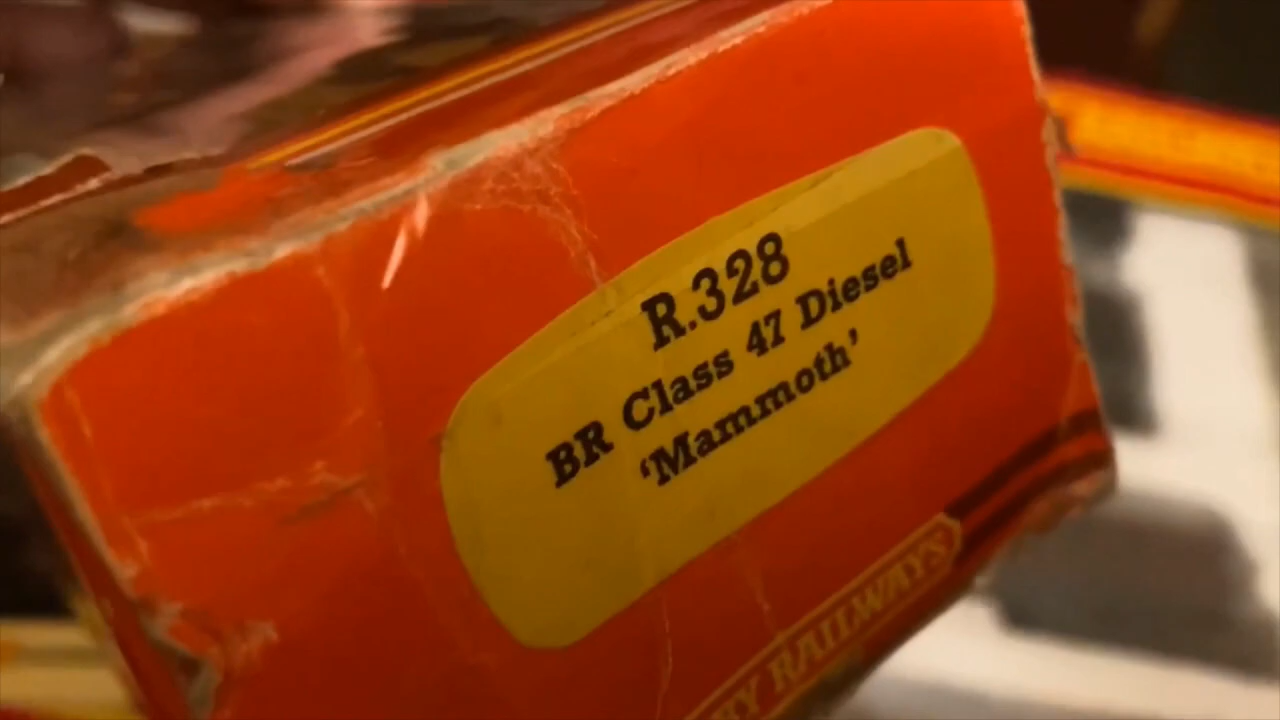 R.328
BR Class 47 Diesel
‘Mammoth’
RAILWAYS